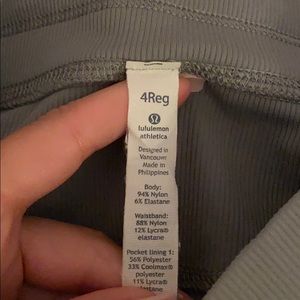 4Reg
lululemon
athletica
Designed in
Vancouver
Made in
Philippines
Body:
94% Nylon
6% Elastane
Waistband:
88% Nylon
12% Lycra®
elastane
Pocket lining 1:
56% Polyester
33% Coolmax®
polyester
11% Lycra®
elastane